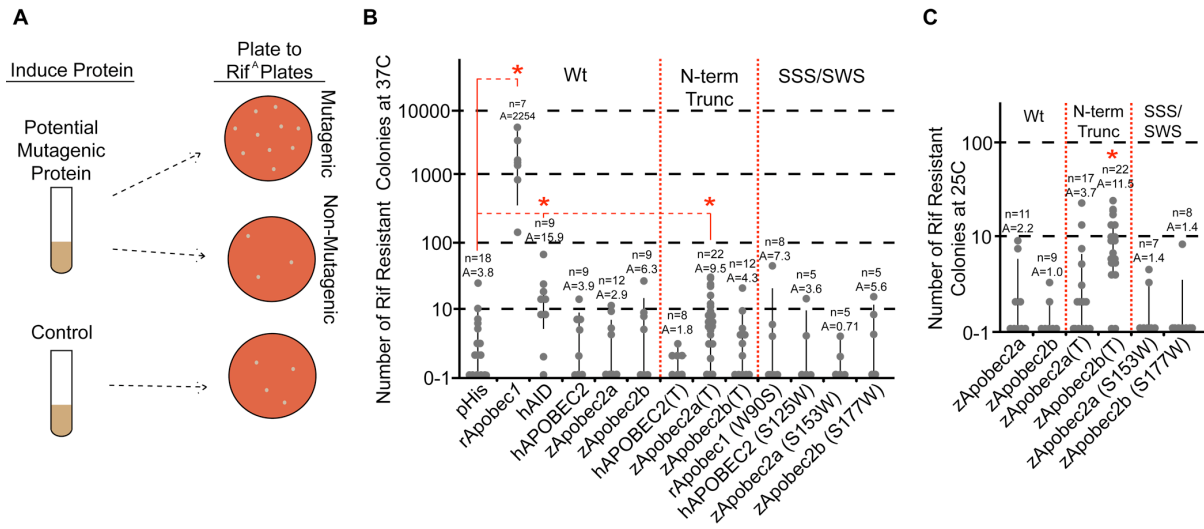 A
Induce Protein
Plate to
Rif^A Plates
Potential
Mutagenic
Protein
Control
Mutagenic
Non-Mutagenic
B
Number of Rif Resistant Colonies at 37C
10000
1000
100
10
0-1
Wt
N-term
Trunc
SSS/SWS
*
*
*
n=18
A=3.8
n=7
A=2254
n=9
A=15.9
n=9
A=3.9
n=12
A=2.9
n=9
A=6.3
n=8
A=1.8
n=22
A=9.5
n=12
A=4.3
n=8
A=7.3
n=5
A=3.6
n=5
A=0.71
n=5
A=5.6
pHis
rApobec1
hAID
hAPOBEC2
zApobec2a
zApobec2b
hAPOBEC2(T)
zApobec2a(T)
zApobec2b(T)
rApobec1 (W90S)
hAPOBEC2 (S125W)
zApobec2a (S153W)
zApobec2b (S177W)
C
Number of Rif Resistant
Colonies at 25C
100
10
0-1
Wt
N-term
Trunc
SSS/
SWS
*
n=11
A=2.2
n=9
A=1.0
n=17
A=3.7
n=22
A=11.5
n=7
A=1.4
n=8
A=1.4
zApobec2a
zApobec2b
zApobec2a(T)
zApobec2b(T)
zApobec2a (S153W)
zApobec2b (S177W)